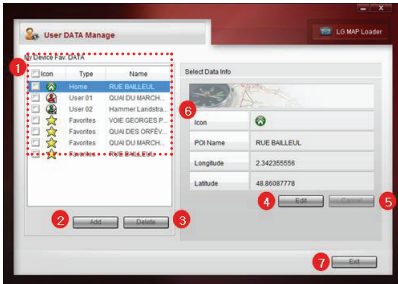 User DATA Manage
LG MAP Loader
My Device Fav. DATA
Icon Type Name
Home RUE BAILLEUL
User 01 QUAI DU MARCH...
User 02 Hammer Landstra...
Favorites VOIE GEORGES P...
Favorites QUAI DES ORFÈV...
Favorites QUAI DU MARCH...
Favorites RUE BAILLEUL
1
2
Add
Delete
3
Select Data Info
6
Icon
POI Name RUE BAILLEUL
Longitude 2.342355556
Latitude 48.86087778
4
Edit
Cancel
5
7
Exit